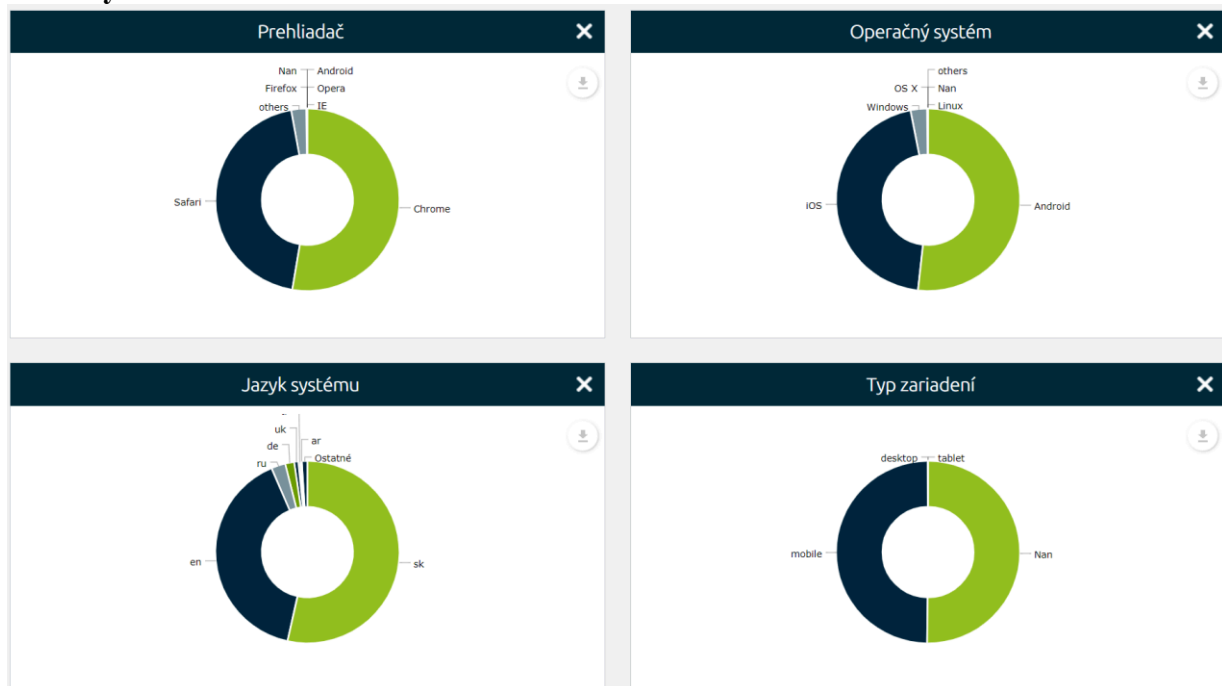 Prehliadač
Nan Android
Firefox Opera
others IE
Safari
Chrome
Operačný systém
others
OS X Nan
Windows Linux
iOS
Android
Jazyk systému
uk
ar
de
Ostatné
ru
en
sk
Typ zariadení
desktop tablet
mobile
Nan